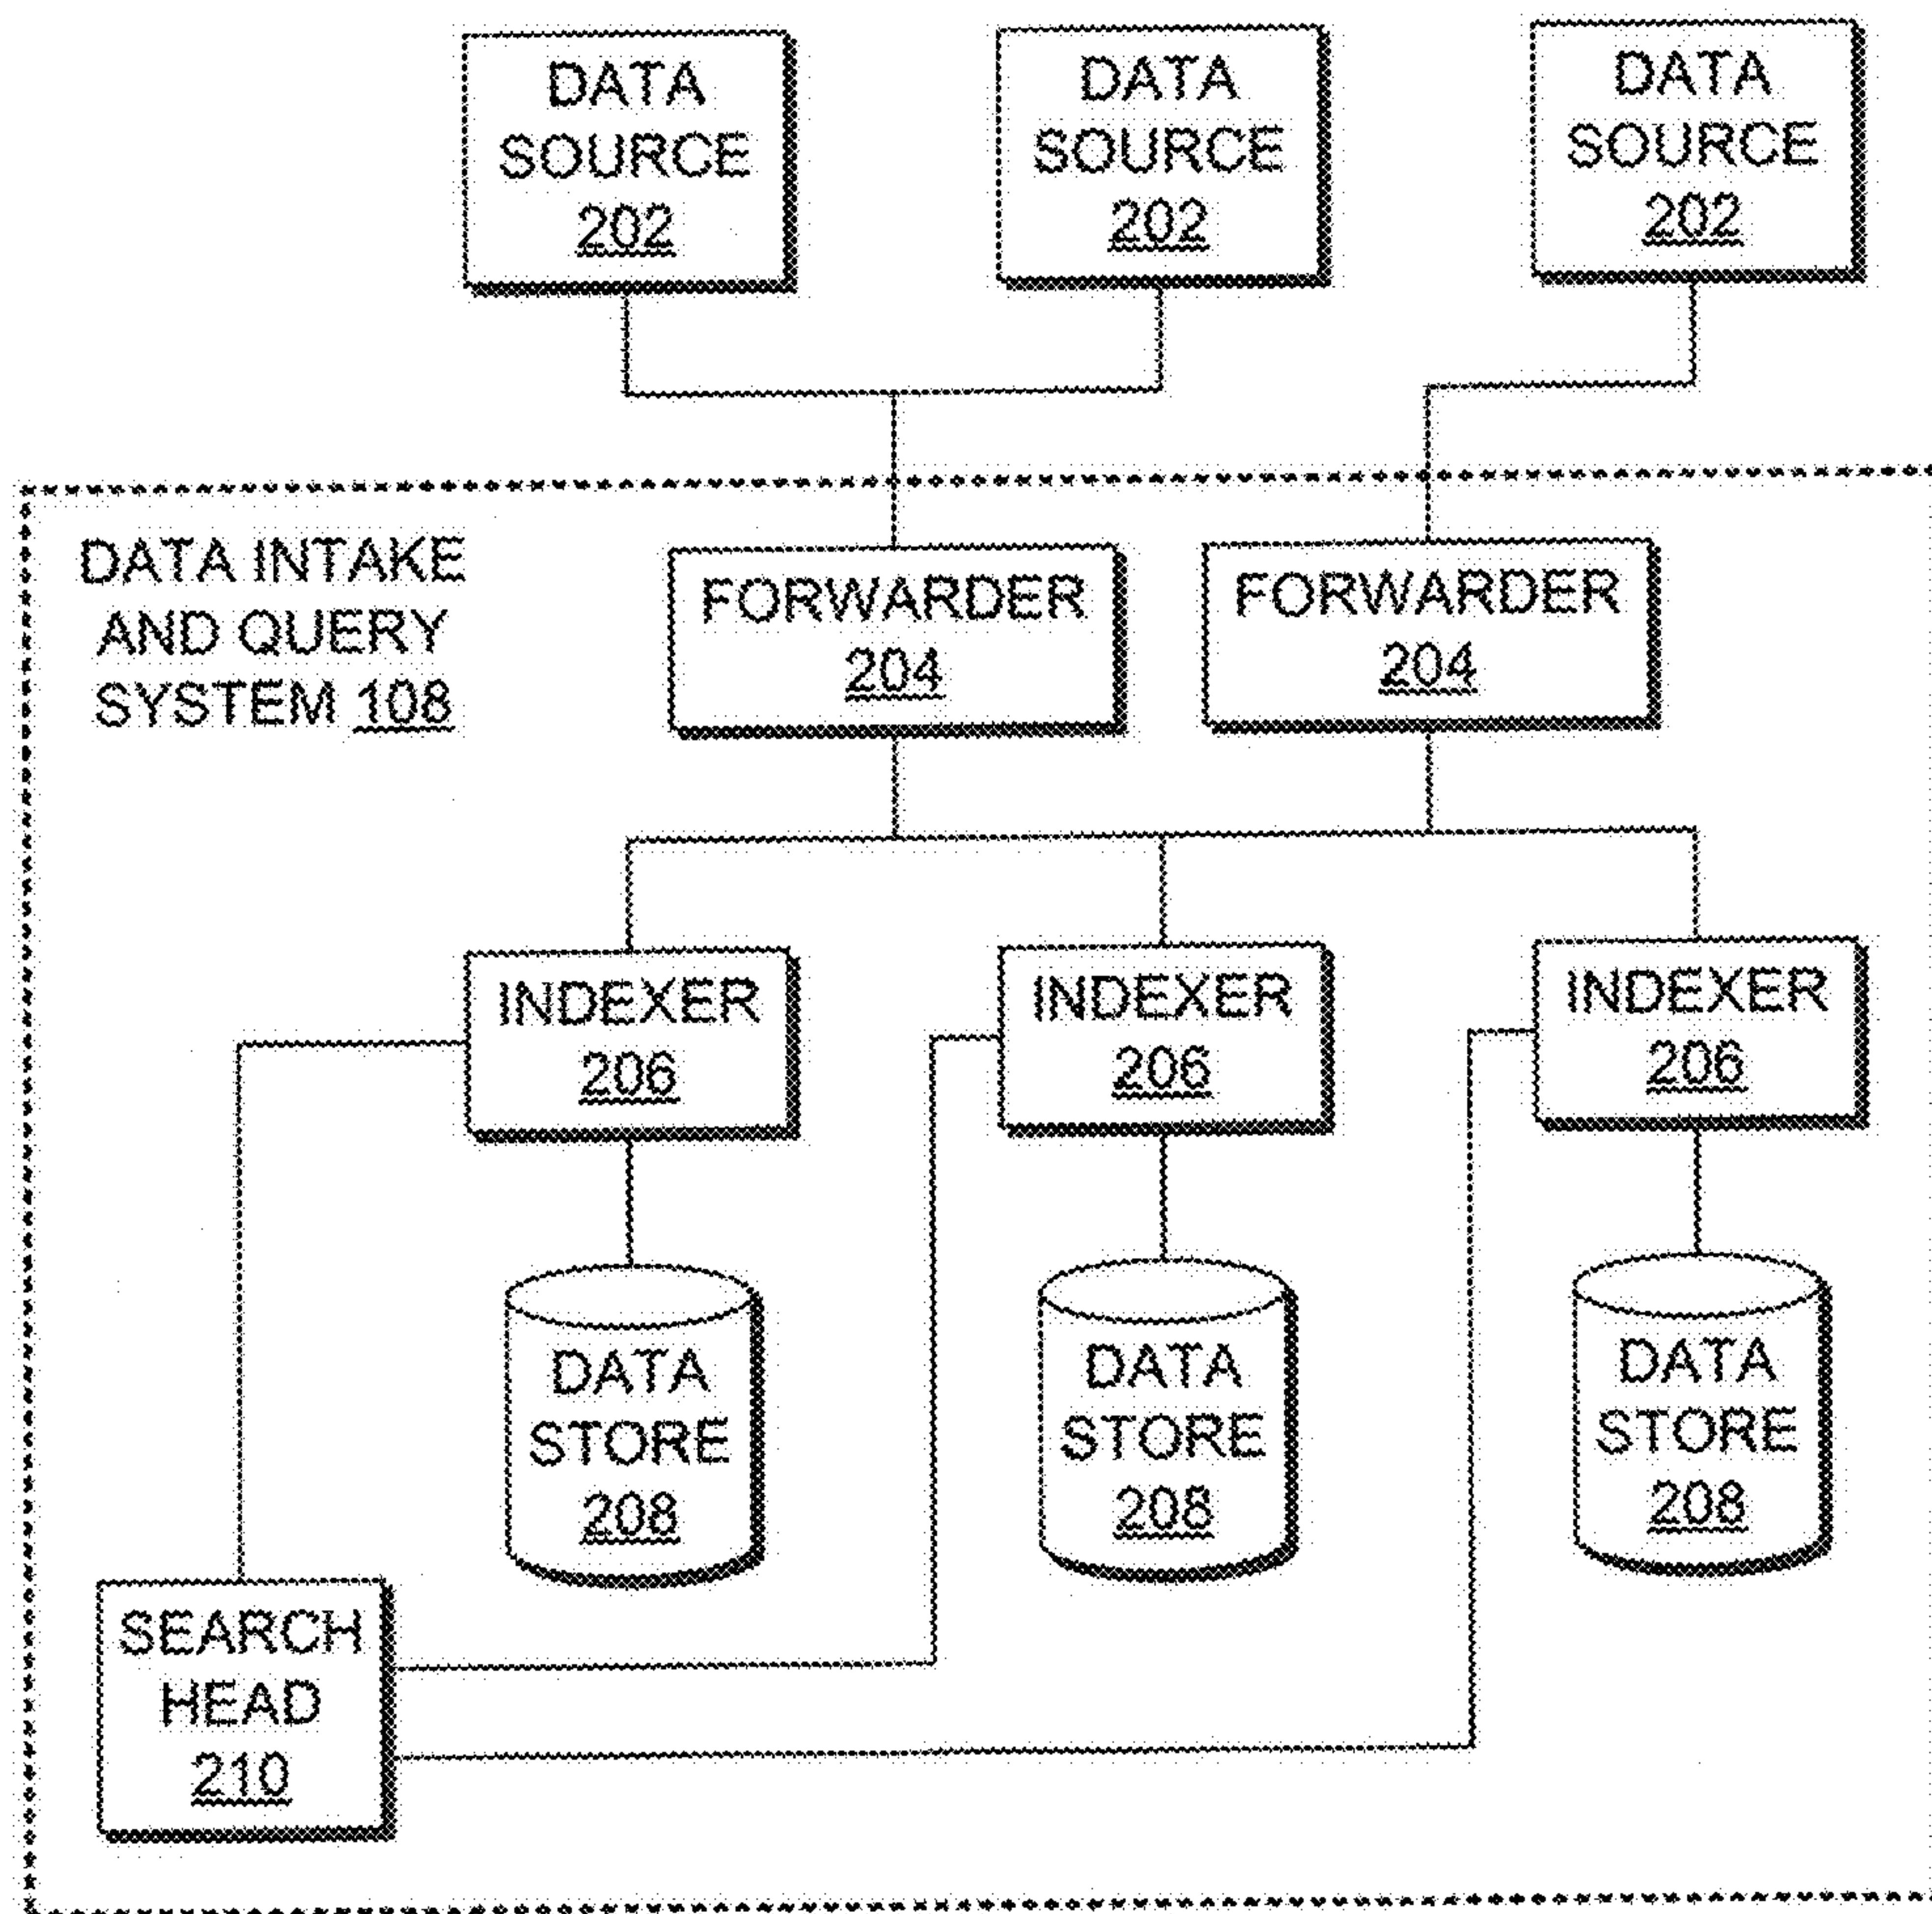 DATA
SOURCE
202
DATA
SOURCE
202
DATA
SOURCE
202
DATA INTAKE
AND QUERY
SYSTEM 108
FORWARDER
204
FORWARDER
204
INDEXER
206
INDEXER
206
INDEXER
206
DATA
STORE
208
DATA
STORE
208
DATA
STORE
208
SEARCH
HEAD
210